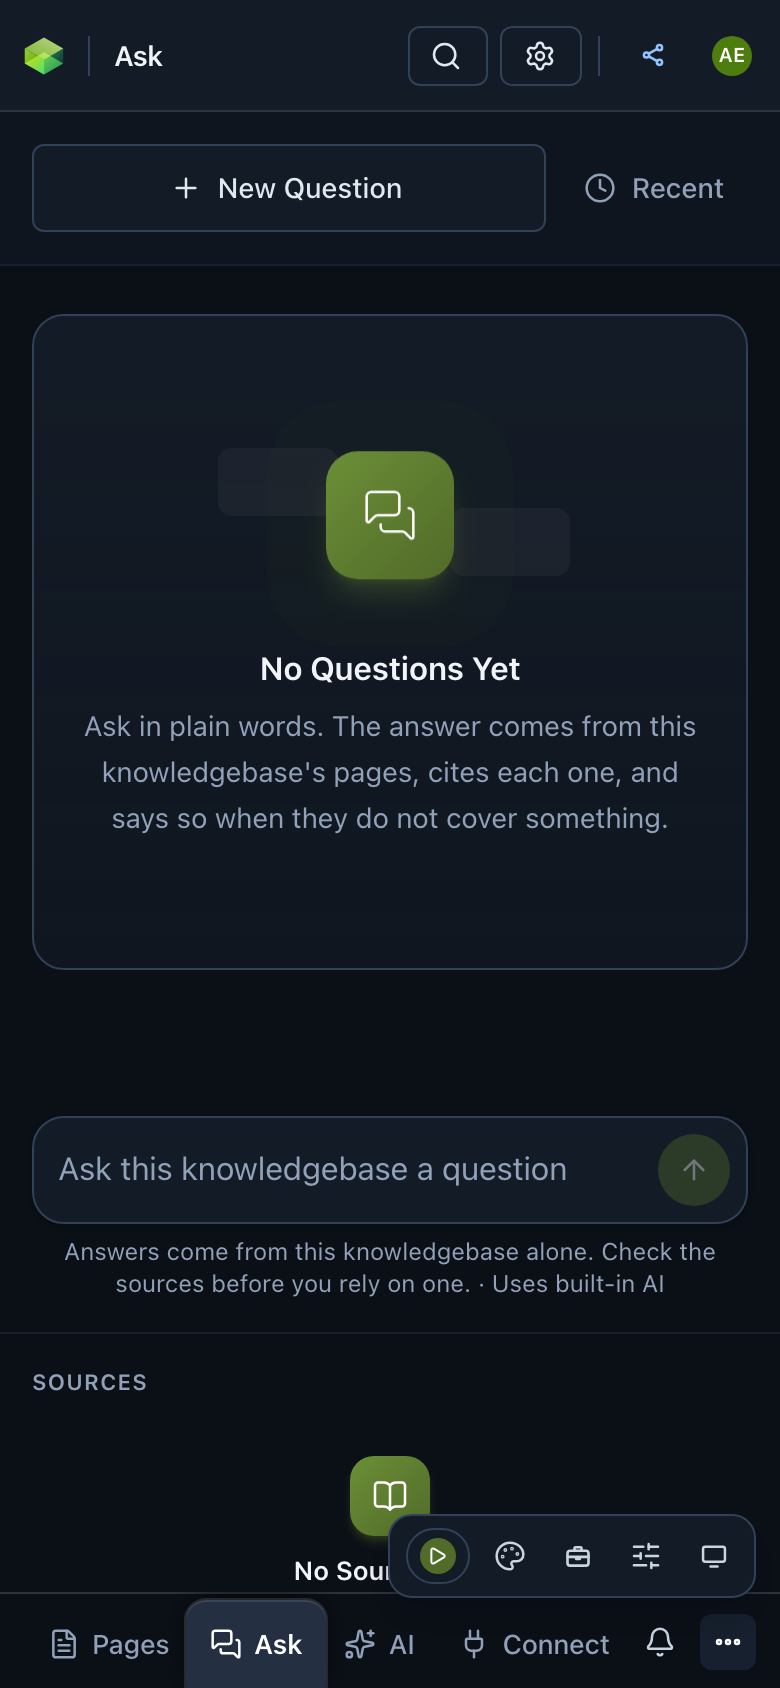 Ask
AE
New Question
Recent
No Questions Yet
Ask in plain words. The answer comes from this
knowledgebase's pages, cites each one, and
says so when they do not cover something.
Ask this knowledgebase a question
Answers come from this knowledgebase alone. Check the
sources before you rely on one. · Uses built-in AI
SOURCES
No
Pages
Ask
AI
Connect